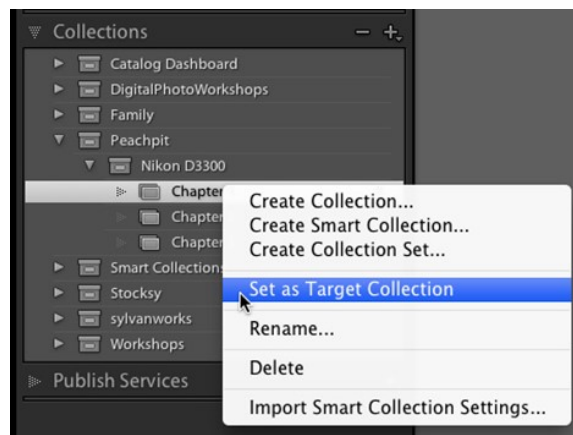 Collections
Catalog Dashboard
DigitalPhotoWorkshops
Family
Peachpit
Nikon D3300
Chapter
Chapter
Chapter
Smart Collections
Stocksy
sylvanworks
Workshops
Publish Services
Create Collection...
Create Smart Collection...
Create Collection Set...
Set as Target Collection
Rename...
Delete
Import Smart Collection Settings...